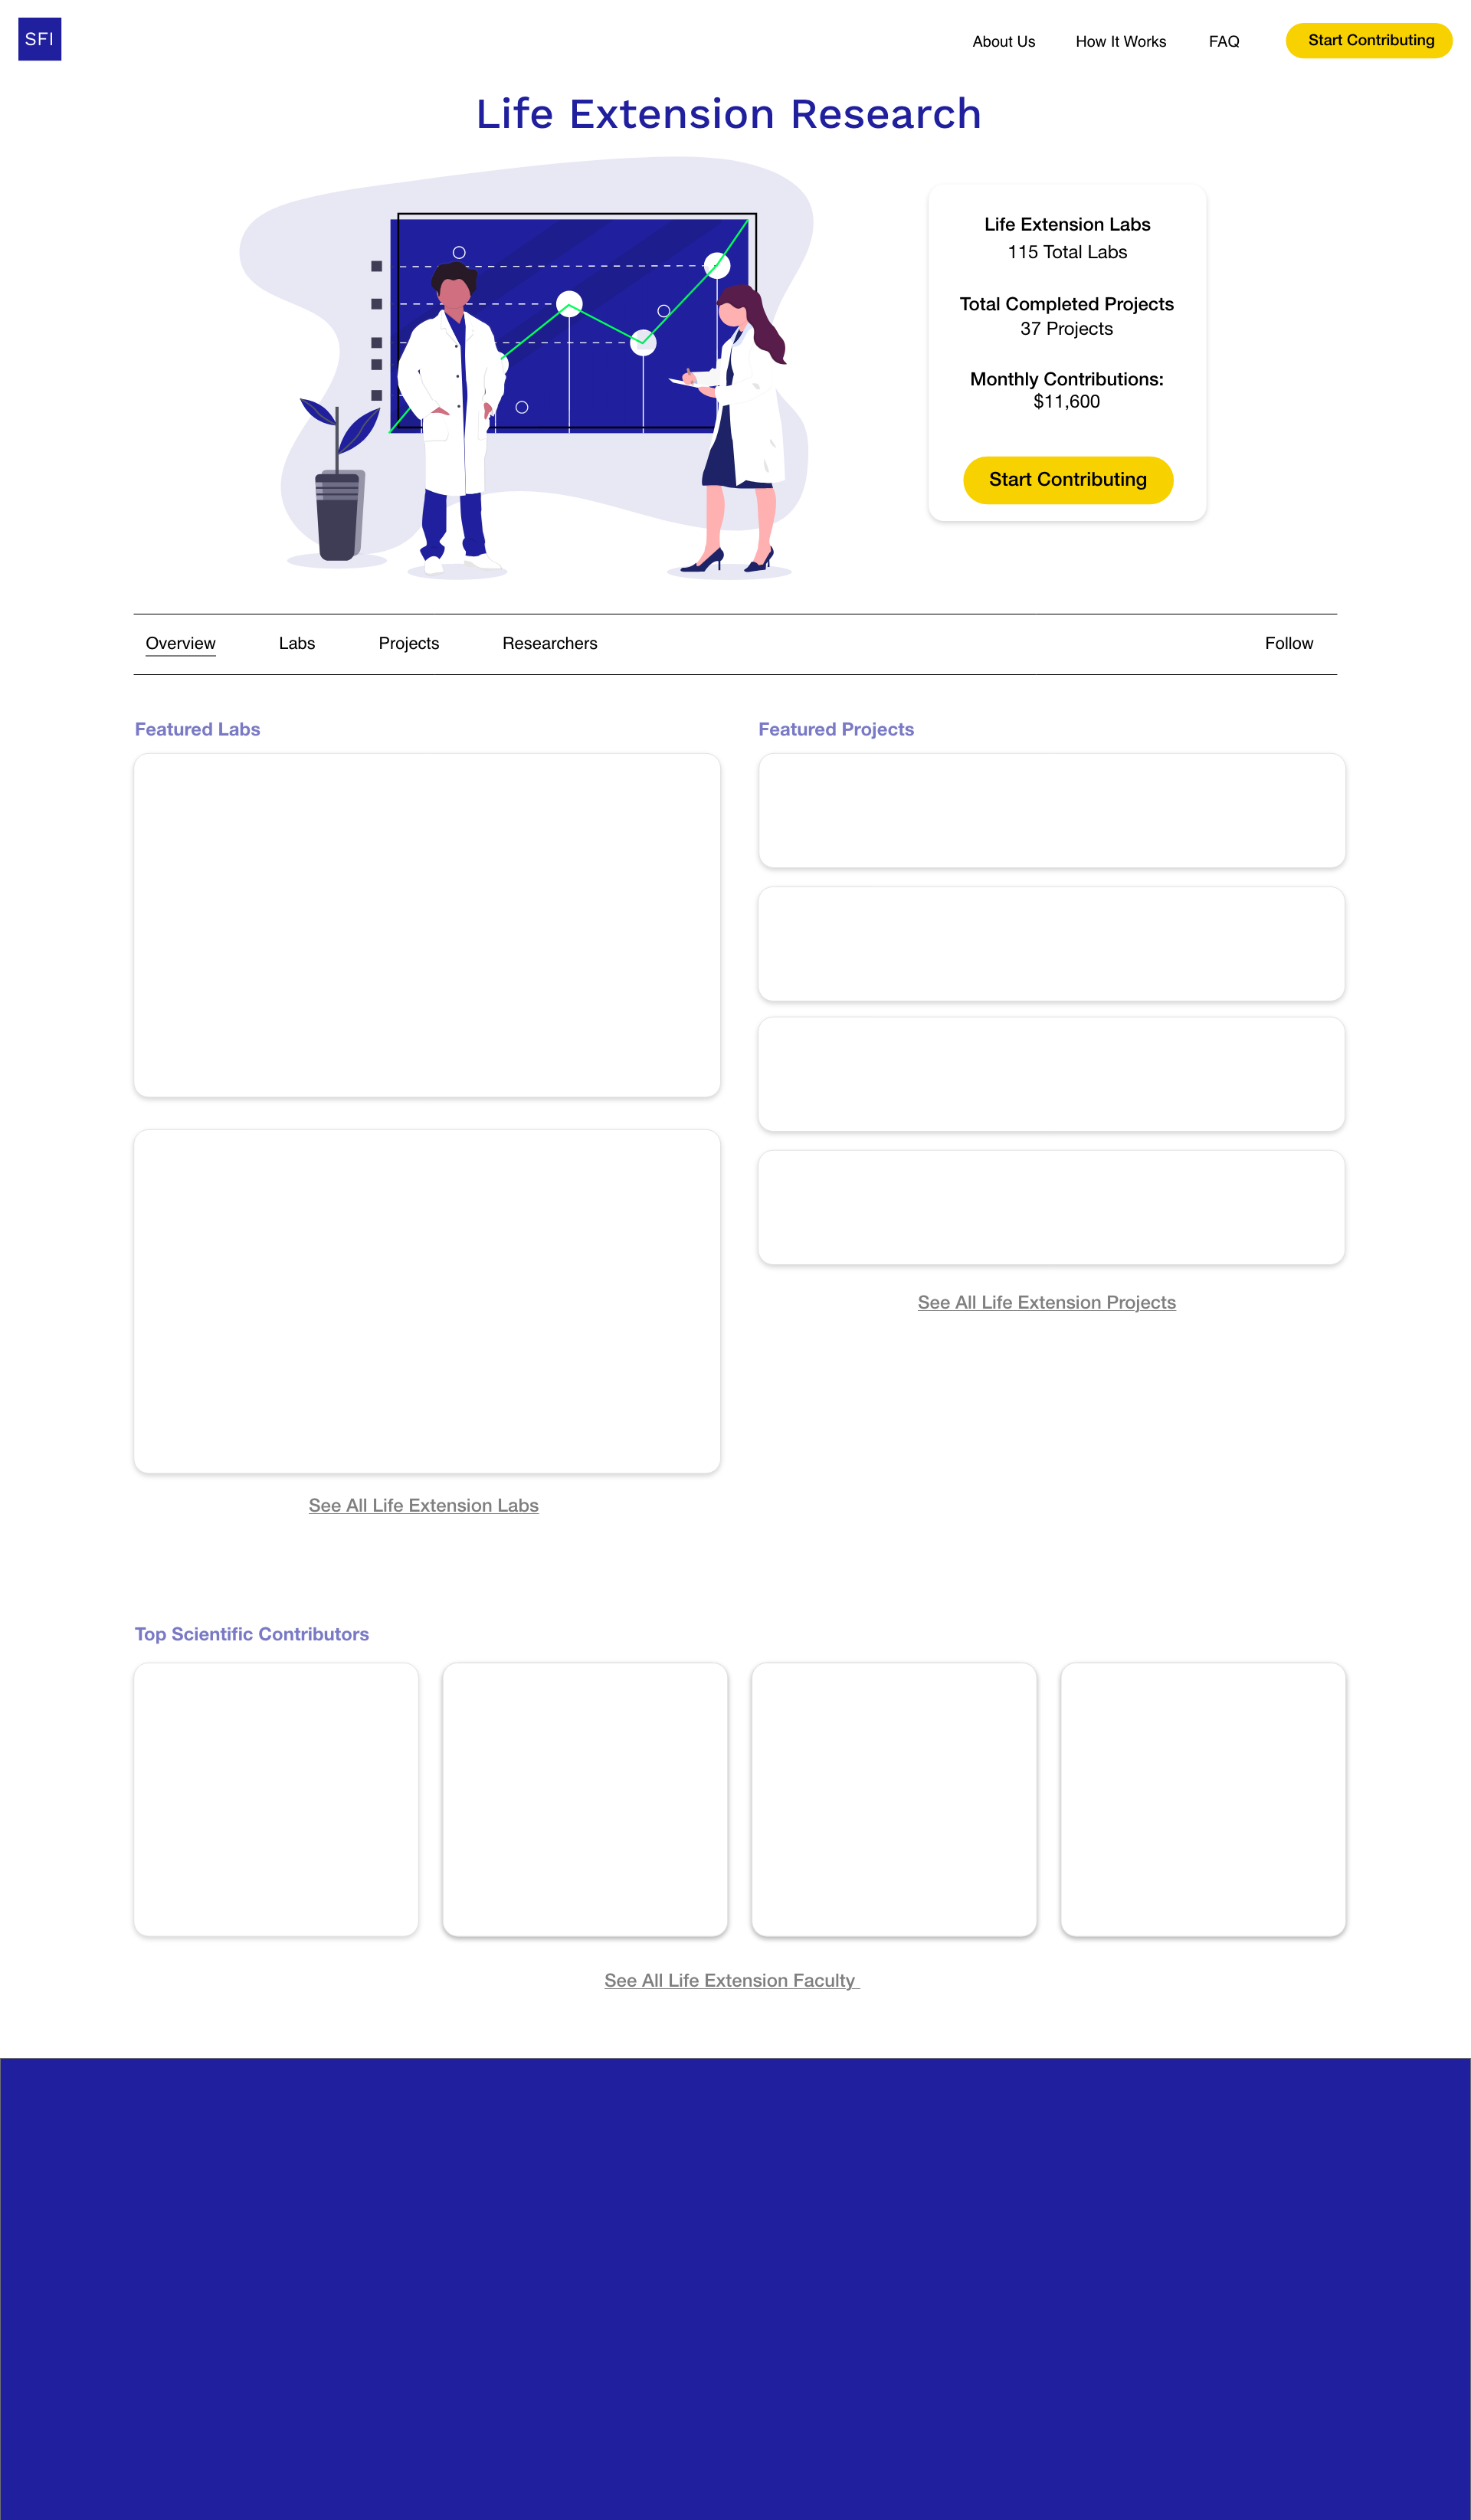 SFI
About Us
How It Works
FAQ
Start Contributing
Life Extension Research
Life Extension Labs
115 Total Labs
Total Completed Projects
37 Projects
Monthly Contributions:
$11,600
Start Contributing
Overview
Labs
Projects
Researchers
Follow
Featured Labs
Featured Projects
See All Life Extension Projects
See All Life Extension Labs
Top Scientific Contributors
See All Life Extension Faculty